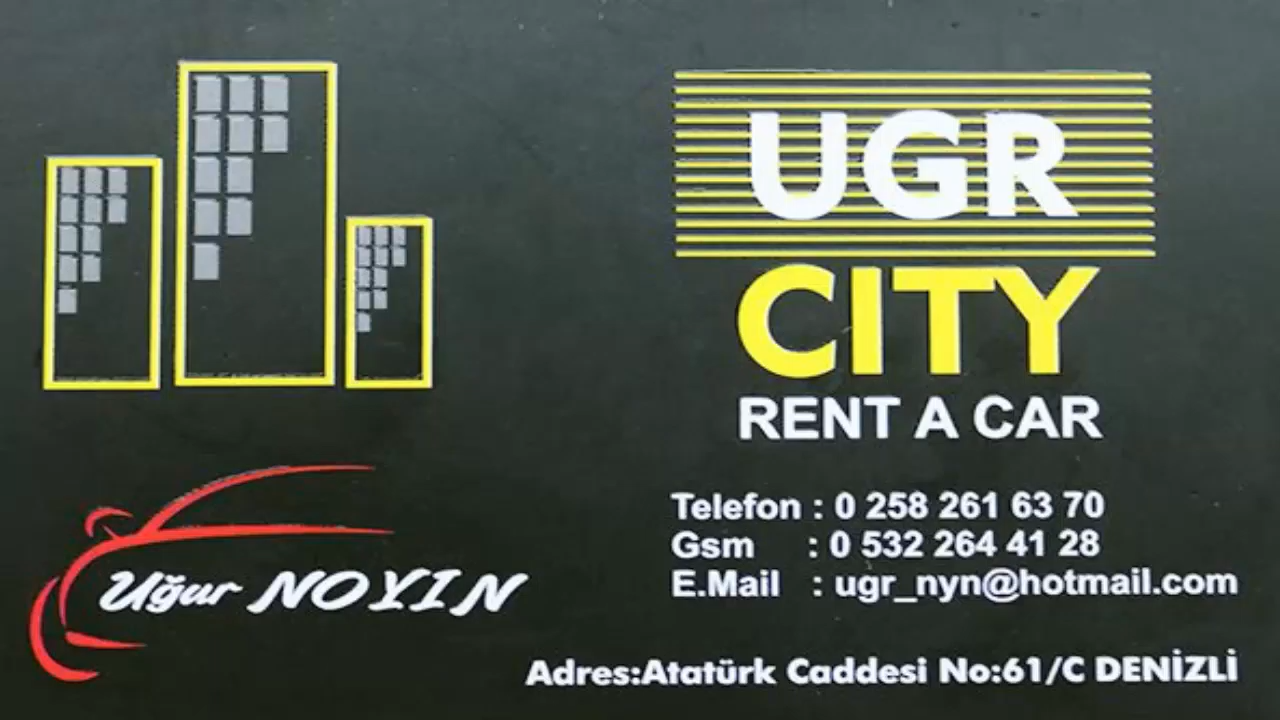 UGR
CITY
RENT A CAR
Uğur NOYIN
Telefon : 0 258 261 63 70
Gsm : 0 532 264 41 28
E.Mail : ugr_nyn@hotmail.com
Adres:Atatürk Caddesi No:61/C DENİZLİ